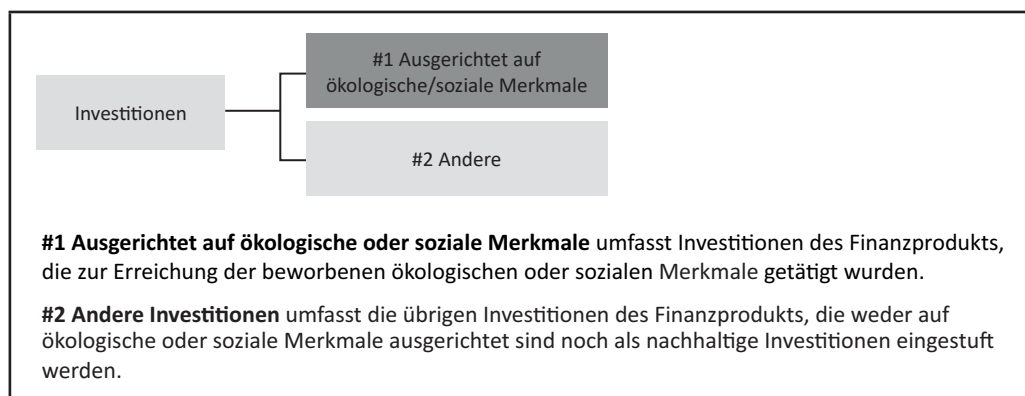 #1 Ausgerichtet auf
ökologische/soziale Merkmale
Investitionen
#2 Andere
#1 Ausgerichtet auf ökologische oder soziale Merkmale umfasst Investitionen des Finanzprodukts,
die zur Erreichung der beworbenen ökologischen oder sozialen Merkmale getätigt wurden.
#2 Andere Investitionen umfasst die übrigen Investitionen des Finanzprodukts, die weder auf
ökologische oder soziale Merkmale ausgerichtet sind noch als nachhaltige Investitionen eingestuft
werden.